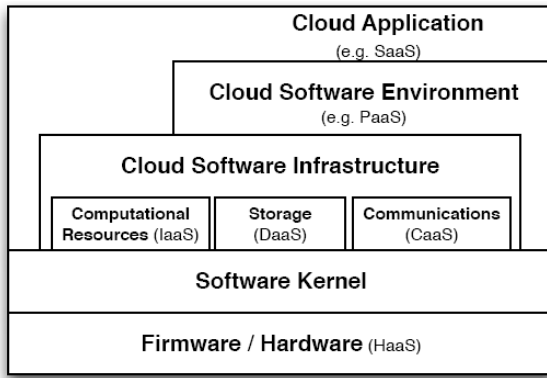 Cloud Application
(e.g. SaaS)
Cloud Software Environment
(e.g. PaaS)
Cloud Software Infrastructure
Computational
Resources (IaaS)
Storage
(DaaS)
Communications
(CaaS)
Software Kernel
Firmware / Hardware (HaaS)